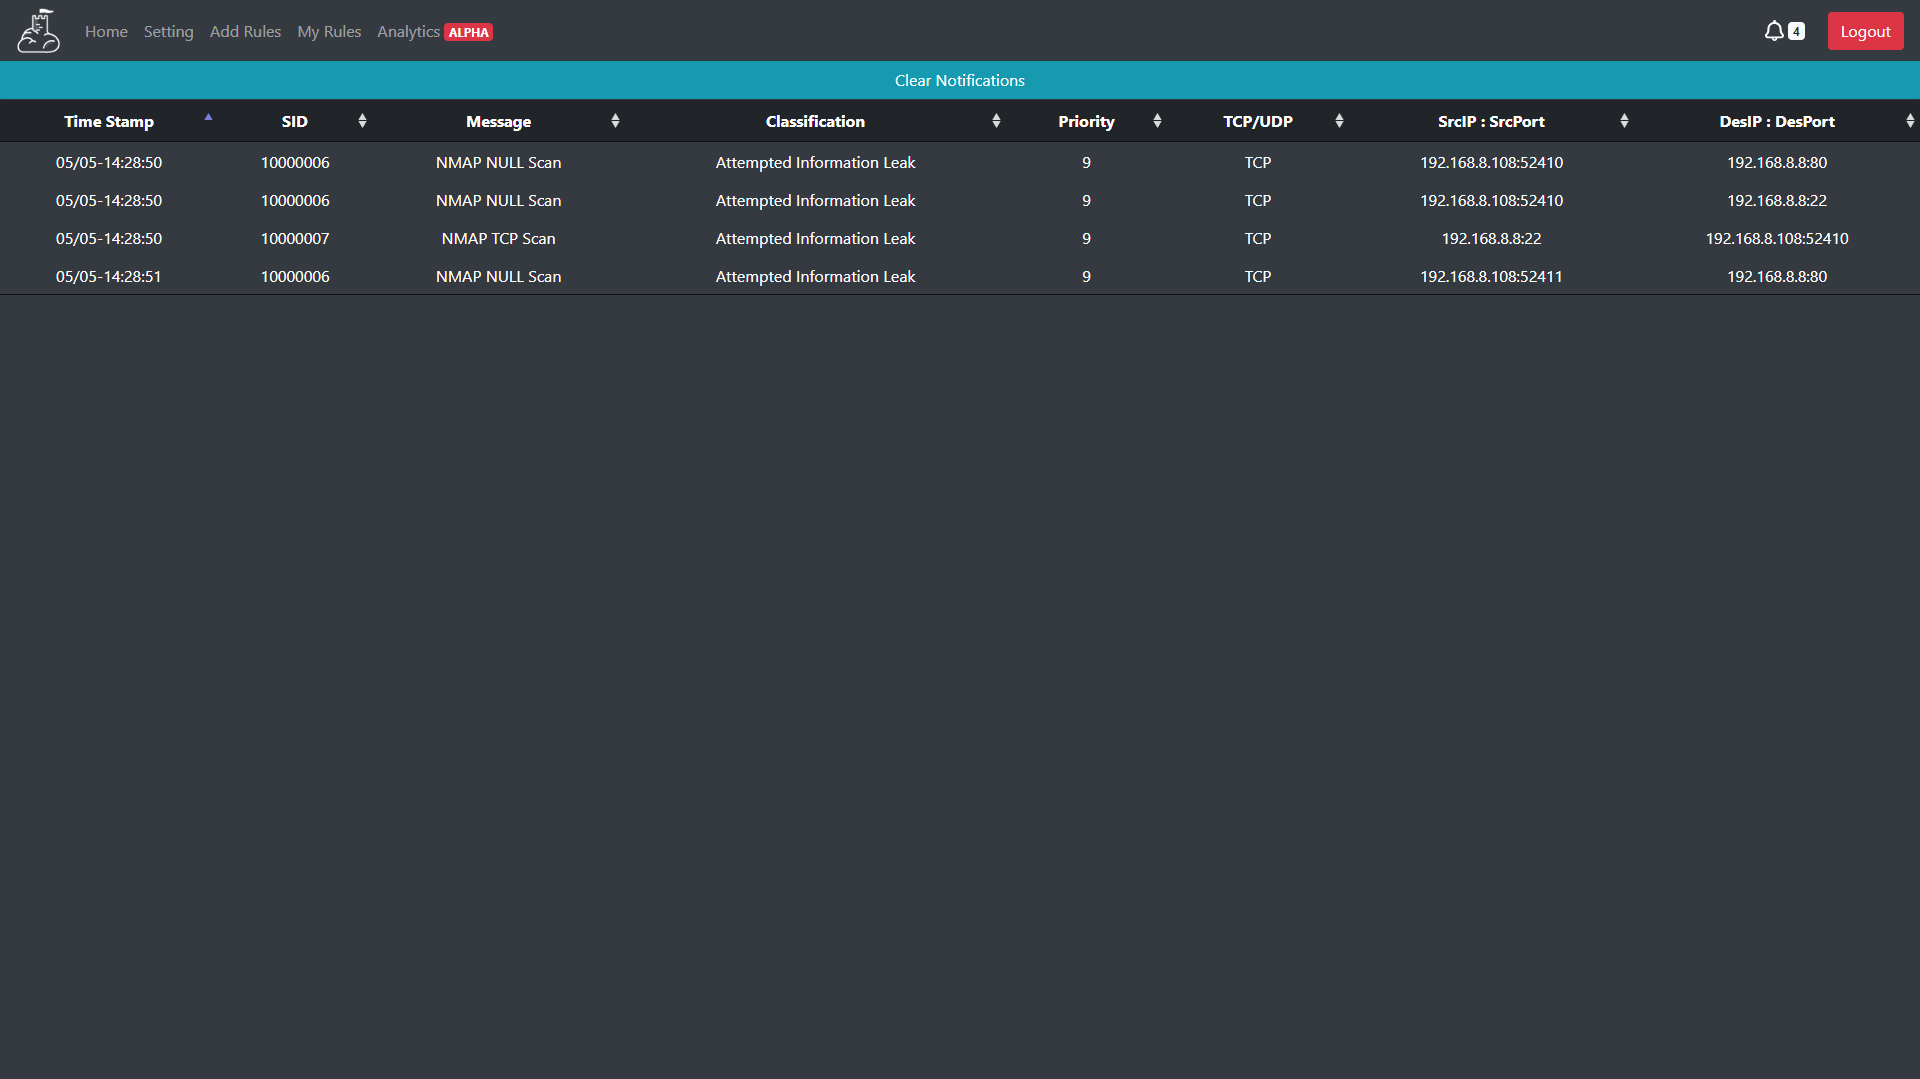 Home Setting Add Rules My Rules Analytics ALPHA 4 Logout
Clear Notifications
Time Stamp SID Message Classification Priority TCP/UDP SrcIP : SrcPort DesIP : DesPort
05/05-14:28:50 10000006 NMAP NULL Scan Attempted Information Leak 9 TCP 192.168.8.108:52410 192.168.8.8:80
05/05-14:28:50 10000006 NMAP NULL Scan Attempted Information Leak 9 TCP 192.168.8.108:52410 192.168.8.8:22
05/05-14:28:50 10000007 NMAP TCP Scan Attempted Information Leak 9 TCP 192.168.8.8:22 192.168.8.108:52410
05/05-14:28:51 10000006 NMAP NULL Scan Attempted Information Leak 9 TCP 192.168.8.108:52411 192.168.8.8:80